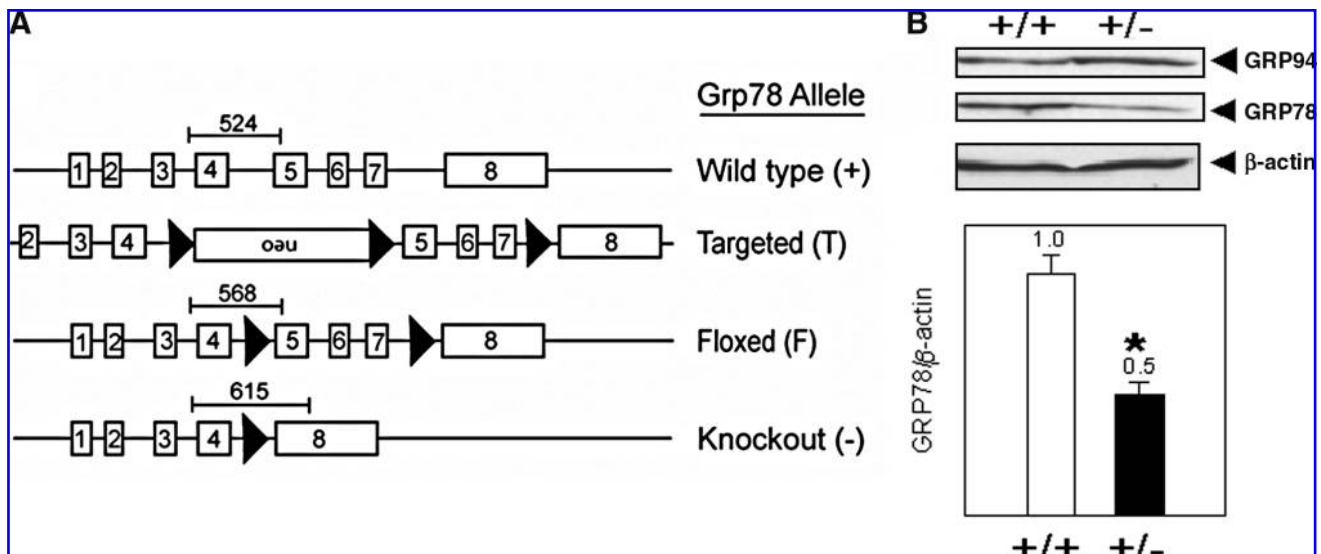 A
Grp78 Allele
524
1 2 3 4 5 6 7 8
Wild type (+)
2 3 4 neo 5 6 7 8
Targeted (T)
568
1 2 3 4 5 6 7 8
Floxed (F)
615
1 2 3 4 8
Knockout (-)
B
+/+ +/-
GRP94
GRP78
β-actin
1.0
*
0.5
GRP78/β-actin
+/+ +/-